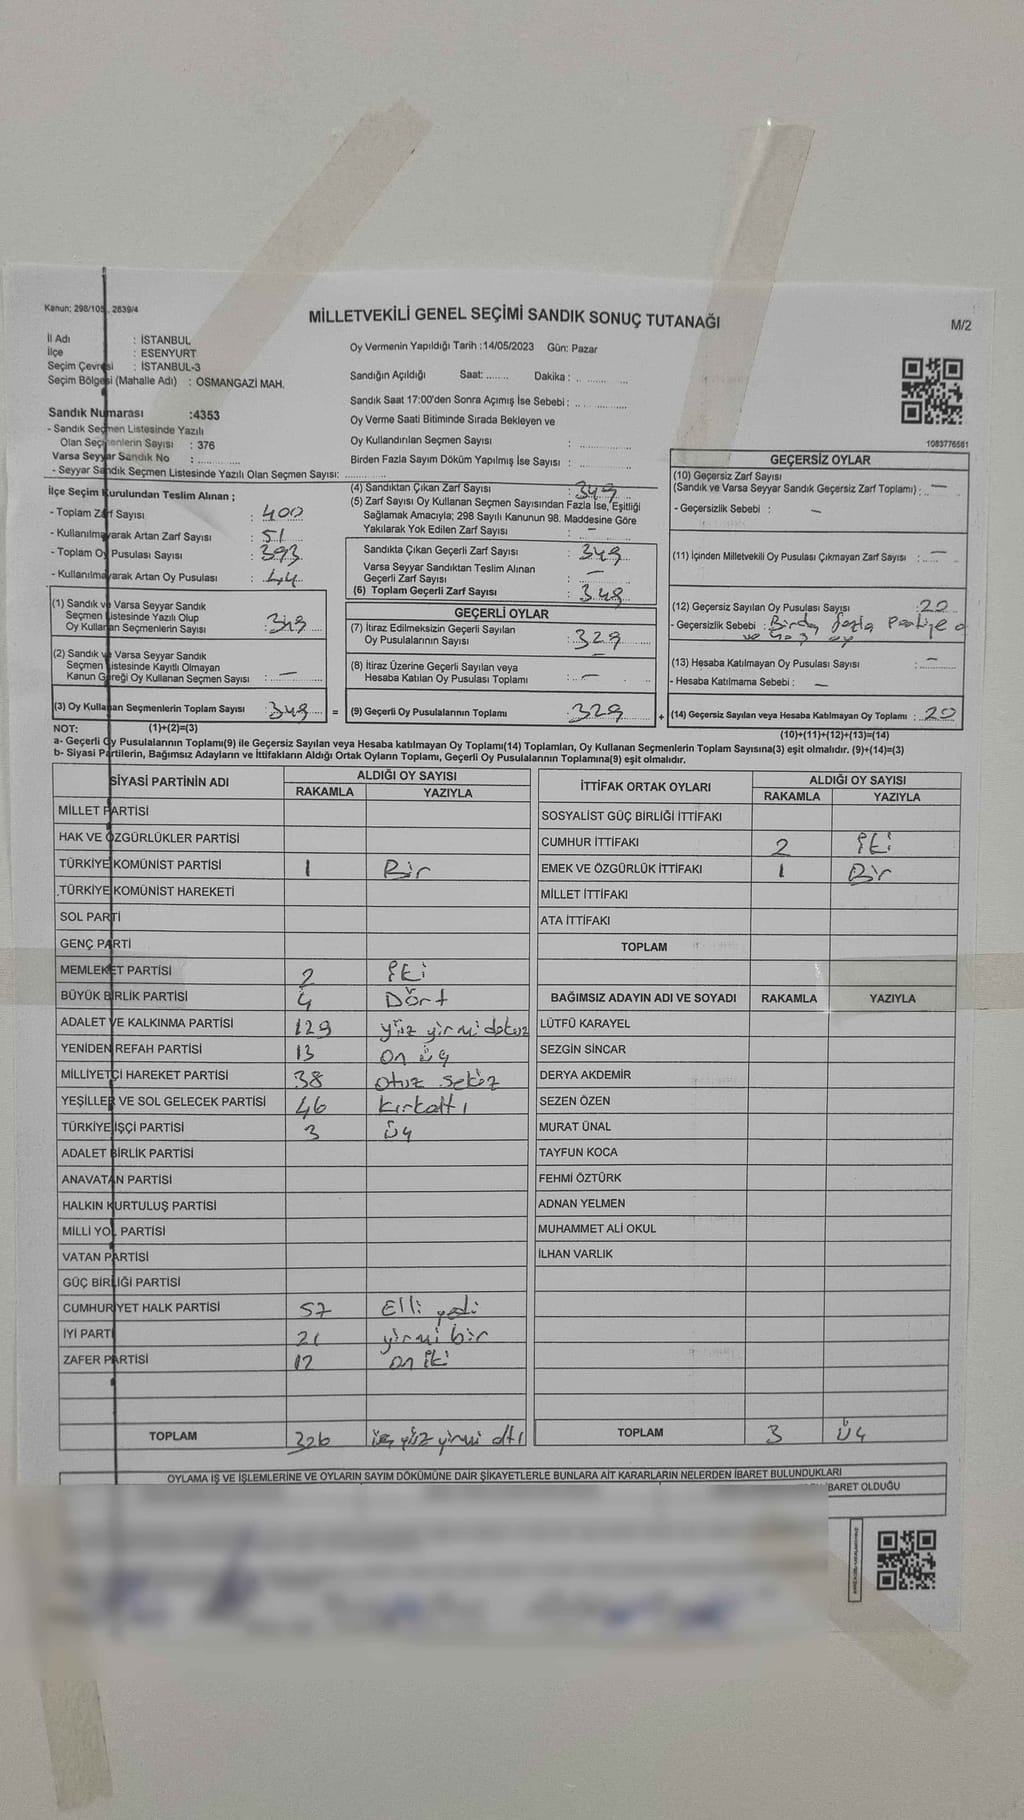 Kanun: 298/105, 2839/4
MİLLETVEKİLİ GENEL SEÇİMİ SANDIK SONUÇ TUTANAĞI
M/2
İl Adı : İSTANBUL
İlçe : ESENYURT
Seçim Çevresi : İSTANBUL-3
Seçim Bölgesi (Mahalle Adı) : OSMANGAZİ MAH.
Sandık Numarası :4353
- Sandık Seçmen Listesinde Yazılı
Olan Seçmenlerin Sayısı : 376
Varsa Seyyar Sandık No :
- Seyyar Sandık Seçmen Listesinde Yazılı Olan Seçmen Sayısı:
Oy Vermenin Yapıldığı Tarih :14/05/2023 Gün: Pazar
Sandığın Açıldığı Saat: Dakika :
Sandık Saat 17:00'den Sonra Açımış İse Sebebi :
Oy Verme Saati Bitiminde Sırada Bekleyen ve
Oy Kullandırılan Seçmen Sayısı :
Birden Fazla Sayım Döküm Yapılmış İse Sayısı :
1083776561
İlçe Seçim Kurulundan Teslim Alınan ;
- Toplam Zarf Sayısı : 400
- Kullanılmayarak Artan Zarf Sayısı : 51
- Toplam Oy Pusulası Sayısı : 393
- Kullanılmayarak Artan Oy Pusulası : 44
(1) Sandık ve Varsa Seyyar Sandık
Seçmen Listesinde Yazılı Olup
Oy Kullanan Seçmenlerin Sayısı : 349
(2) Sandık ve Varsa Seyyar Sandık
Seçmen Listesinde Kayıtlı Olmayan
Kanun Gereği Oy Kullanan Seçmen Sayısı : —
(3) Oy Kullanan Seçmenlerin Toplam Sayısı 349 =
(4) Sandıktan Çıkan Zarf Sayısı : 349
(5) Zarf Sayısı Oy Kullanan Seçmen Sayısından Fazla İse, Eşitliği
Sağlamak Amacıyla; 298 Sayılı Kanunun 98. Maddesine Göre
Yakılarak Yok Edilen Zarf Sayısı : —
Sandıkta Çıkan Geçerli Zarf Sayısı : 349
Varsa Seyyar Sandıktan Teslim Alınan
Geçerli Zarf Sayısı : —
(6) Toplam Geçerli Zarf Sayısı : 349
GEÇERLİ OYLAR
(7) İtiraz Edilmeksizin Geçerli Sayılan
Oy Pusulalarının Sayısı : 329
(8) İtiraz Üzerine Geçerli Sayılan veya
Hesaba Katılan Oy Pusulası Toplamı : —
(9) Geçerli Oy Pusulalarının Toplamı : 329 +
GEÇERSİZ OYLAR
(10) Geçersiz Zarf Sayısı
(Sandık ve Varsa Seyyar Sandık Geçersiz Zarf Toplamı) : —
- Geçersizlik Sebebi : —
(11) İçinden Milletvekili Oy Pusulası Çıkmayan Zarf Sayısı : —
(12) Geçersiz Sayılan Oy Pusulası Sayısı :20
- Geçersizlik Sebebi : Birden fazla Partiye
(13) Hesaba Katılmayan Oy Pusulası Sayısı : —
- Hesaba Katılmama Sebebi : —
(14) Geçersiz Sayılan veya Hesaba Katılmayan Oy Toplamı : 20
NOT: (1)+(2)=(3)
(10)+(11)+(12)+(13)=(14)
a- Geçerli Oy Pusulalarının Toplamı(9) ile Geçersiz Sayılan veya Hesaba katılmayan Oy Toplamı(14) Toplamları, Oy Kullanan Seçmenlerin Toplam Sayısına(3) eşit olmalıdır. (9)+(14)=(3)
b- Siyasi Partilerin, Bağımsız Adayların ve İttifakların Aldığı Ortak Oyların Toplamı, Geçerli Oy Pusulalarının Toplamına(9) eşit olmalıdır.
SİYASİ PARTİNİN ADI ALDIĞI OY SAYISI
RAKAMLA YAZIYLA
MİLLET PARTİSİ
HAK VE ÖZGÜRLÜKLER PARTİSİ
TÜRKİYE KOMÜNİST PARTİSİ 1 Bir
TÜRKİYE KOMÜNİST HAREKETİ
SOL PARTİ
GENÇ PARTİ
MEMLEKET PARTİSİ 2 İki
BÜYÜK BİRLİK PARTİSİ 4 Dört
ADALET VE KALKINMA PARTİSİ 129 yüz yirmi dokuz
YENİDEN REFAH PARTİSİ 13 on üç
MİLLİYETÇİ HAREKET PARTİSİ 38 otuz sekiz
YEŞİLLER VE SOL GELECEK PARTİSİ 46 kırkaltı
TÜRKİYE İŞÇİ PARTİSİ 3 üç
ADALET BİRLİK PARTİSİ
ANAVATAN PARTİSİ
HALKIN KURTULUŞ PARTİSİ
MİLLİ YOL PARTİSİ
VATAN PARTİSİ
GÜÇ BİRLİĞİ PARTİSİ
CUMHURİYET HALK PARTİSİ 57 Elli yedi
İYİ PARTİ 21 yirmi bir
ZAFER PARTİSİ 12 on iki
TOPLAM 326 üç yüz yirmi altı
İTTİFAK ORTAK OYLARI ALDIĞI OY SAYISI
RAKAMLA YAZIYLA
SOSYALİST GÜÇ BİRLİĞİ İTTİFAKI
CUMHUR İTTİFAKI 2 İki
EMEK VE ÖZGÜRLÜK İTTİFAKI 1 Bir
MİLLET İTTİFAKI
ATA İTTİFAKI
TOPLAM
BAĞIMSIZ ADAYIN ADI VE SOYADI RAKAMLA YAZIYLA
LÜTFÜ KARAYEL
SEZGİN SİNCAR
DERYA AKDEMİR
SEZEN ÖZEN
MURAT ÜNAL
TAYFUN KOCA
FEHMİ ÖZTÜRK
ADNAN YELMEN
MUHAMMET ALİ OKUL
İLHAN VARLIK
TOPLAM 3 Üç
OYLAMA İŞ VE İŞLEMLERİNE VE OYLARIN SAYIM DÖKÜMÜNE DAİR ŞİKAYETLERLE BUNLARA AİT KARARLARIN NELERDEN İBARET BULUNDUKLARI
İBARET OLDUĞU